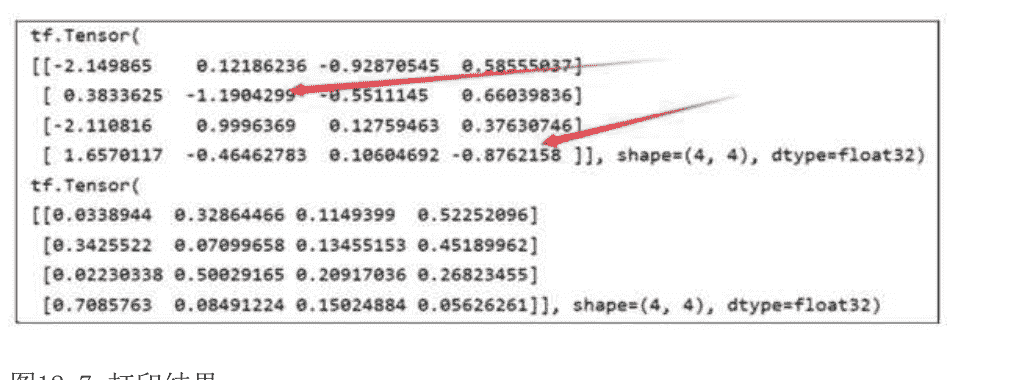 tf.Tensor(
[[-2.149865 0.12186236 -0.92870545 0.58555037]
[ 0.3833625 -1.1904299 -0.5511145 0.66039836]
[-2.110816 0.9996369 0.12759463 0.37630746]
[ 1.6570117 -0.46462783 0.10604692 -0.8762158 ]], shape=(4, 4), dtype=float32)
tf.Tensor(
[[0.0338944 0.32864466 0.1149399 0.52252096]
[0.3425522 0.07099658 0.13455153 0.45189962]
[0.02230338 0.50029165 0.20917036 0.26823455]
[0.7085763 0.08491224 0.15024884 0.05626261]], shape=(4, 4), dtype=float32)
打印结果